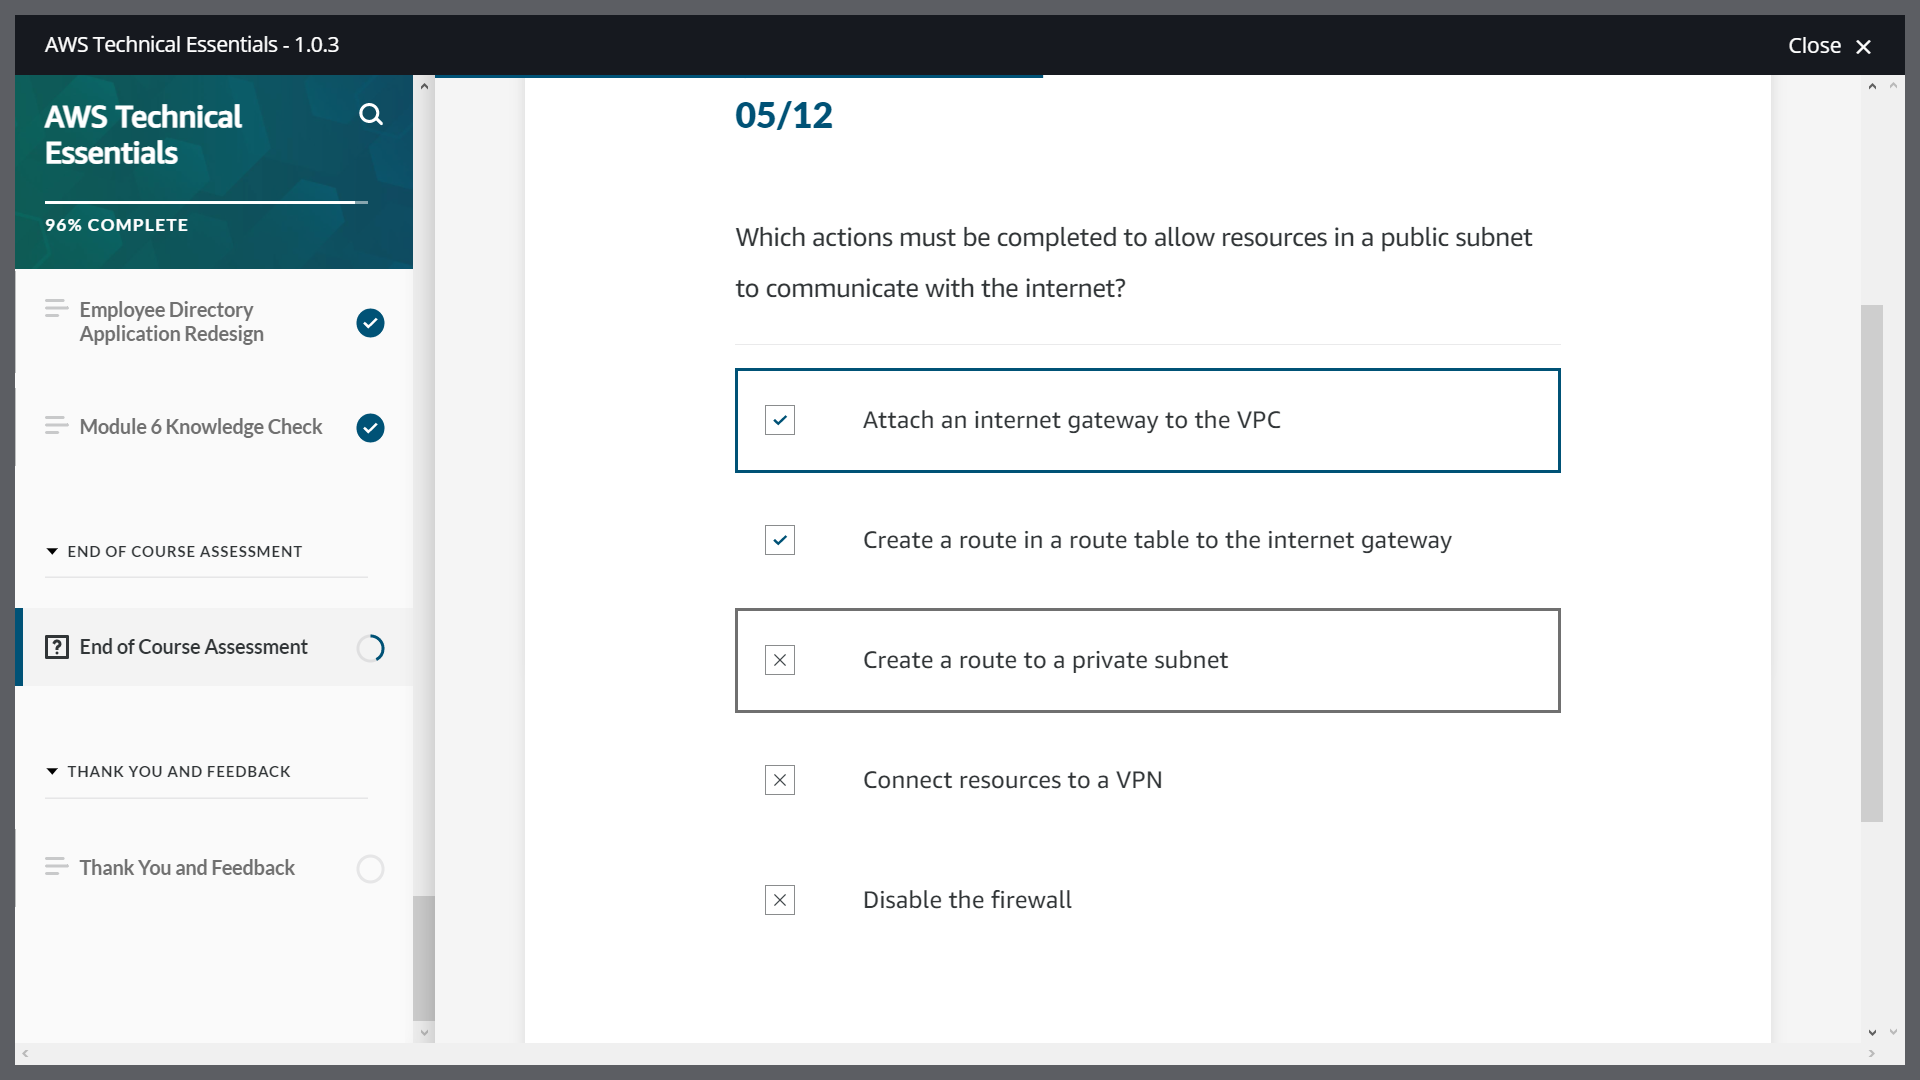 AWS Technical Essentials - 1.0.3
Close
AWS Technical
Essentials
96% COMPLETE
Employee Directory
Application Redesign
Module 6 Knowledge Check
END OF COURSE ASSESSMENT
End of Course Assessment
THANK YOU AND FEEDBACK
Thank You and Feedback
05/12
Which actions must be completed to allow resources in a public subnet
to communicate with the internet?
Attach an internet gateway to the VPC
Create a route in a route table to the internet gateway
Create a route to a private subnet
Connect resources to a VPN
Disable the firewall